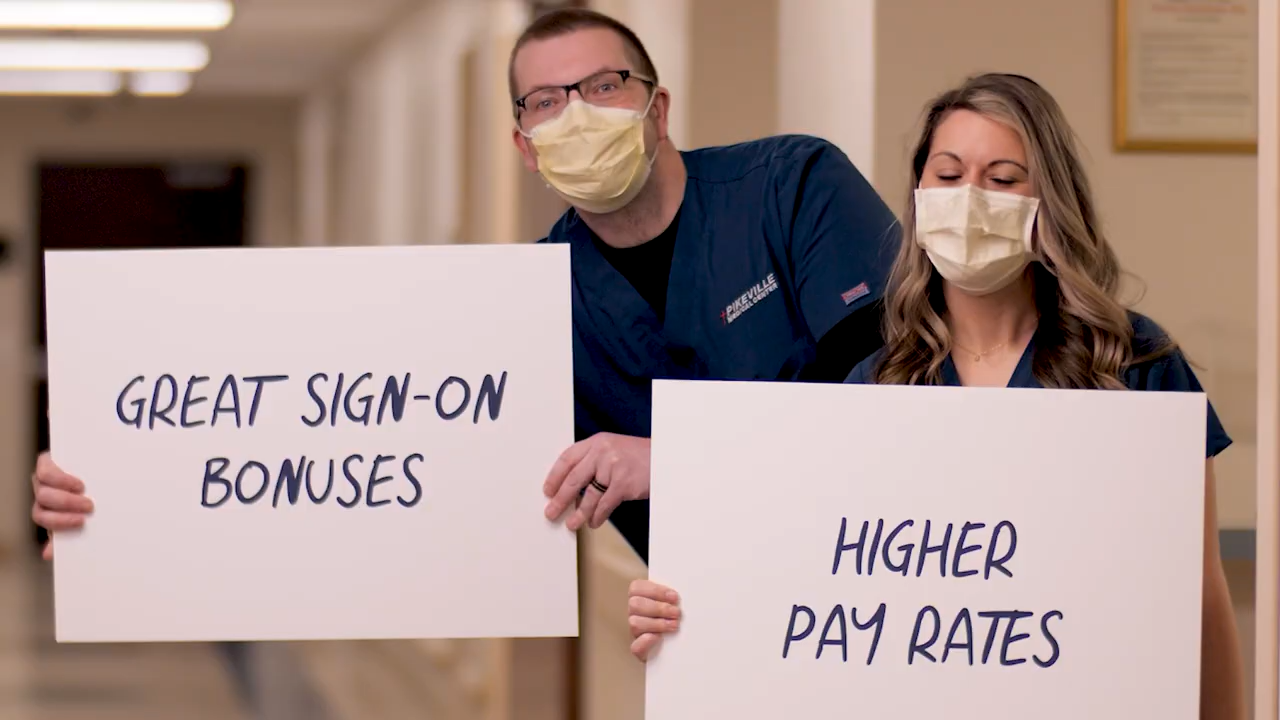 GREAT SIGN-ON
BONUSES
PIKEVILLE
MEDICAL CENTER
HIGHER
PAY RATES